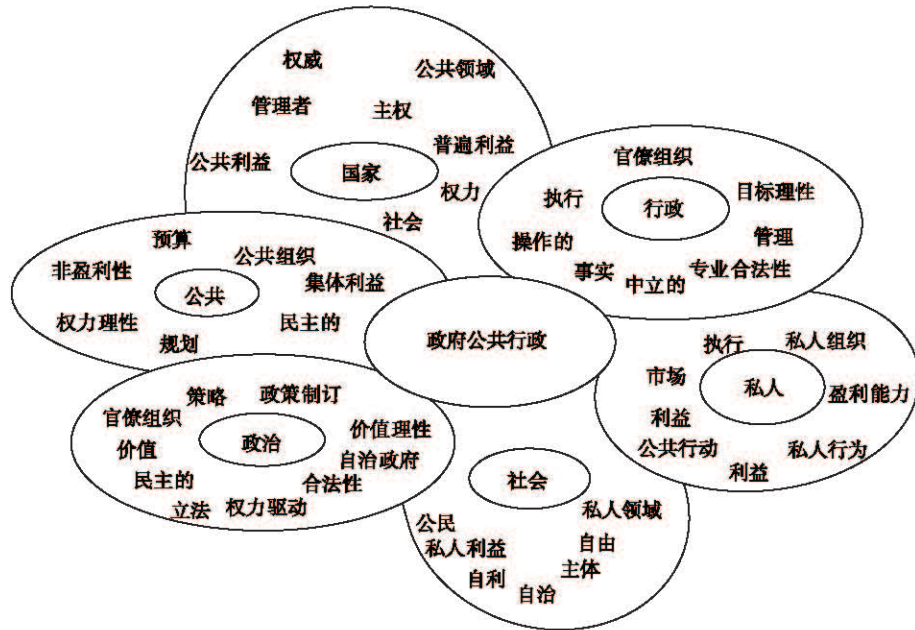 权威
公共领域
管理者
主权
普遍利益
公共利益
国家
权力
社会
官僚组织
执行
目标理性
行政
操作的
管理
事实
专业合法性
中立的
预算
公共组织
非盈利性
集体利益
公共
权力理性
民主的
规划
政府公共行政
执行
私人组织
市场
私人
盈利能力
利益
公共行动
私人行为
利益
策略
政策制订
官僚组织
价值理性
政治
价值
自治政府
民主的
合法性
立法
权力驱动
社会
私人领域
公民
自由
私人利益
主体
自利
自治